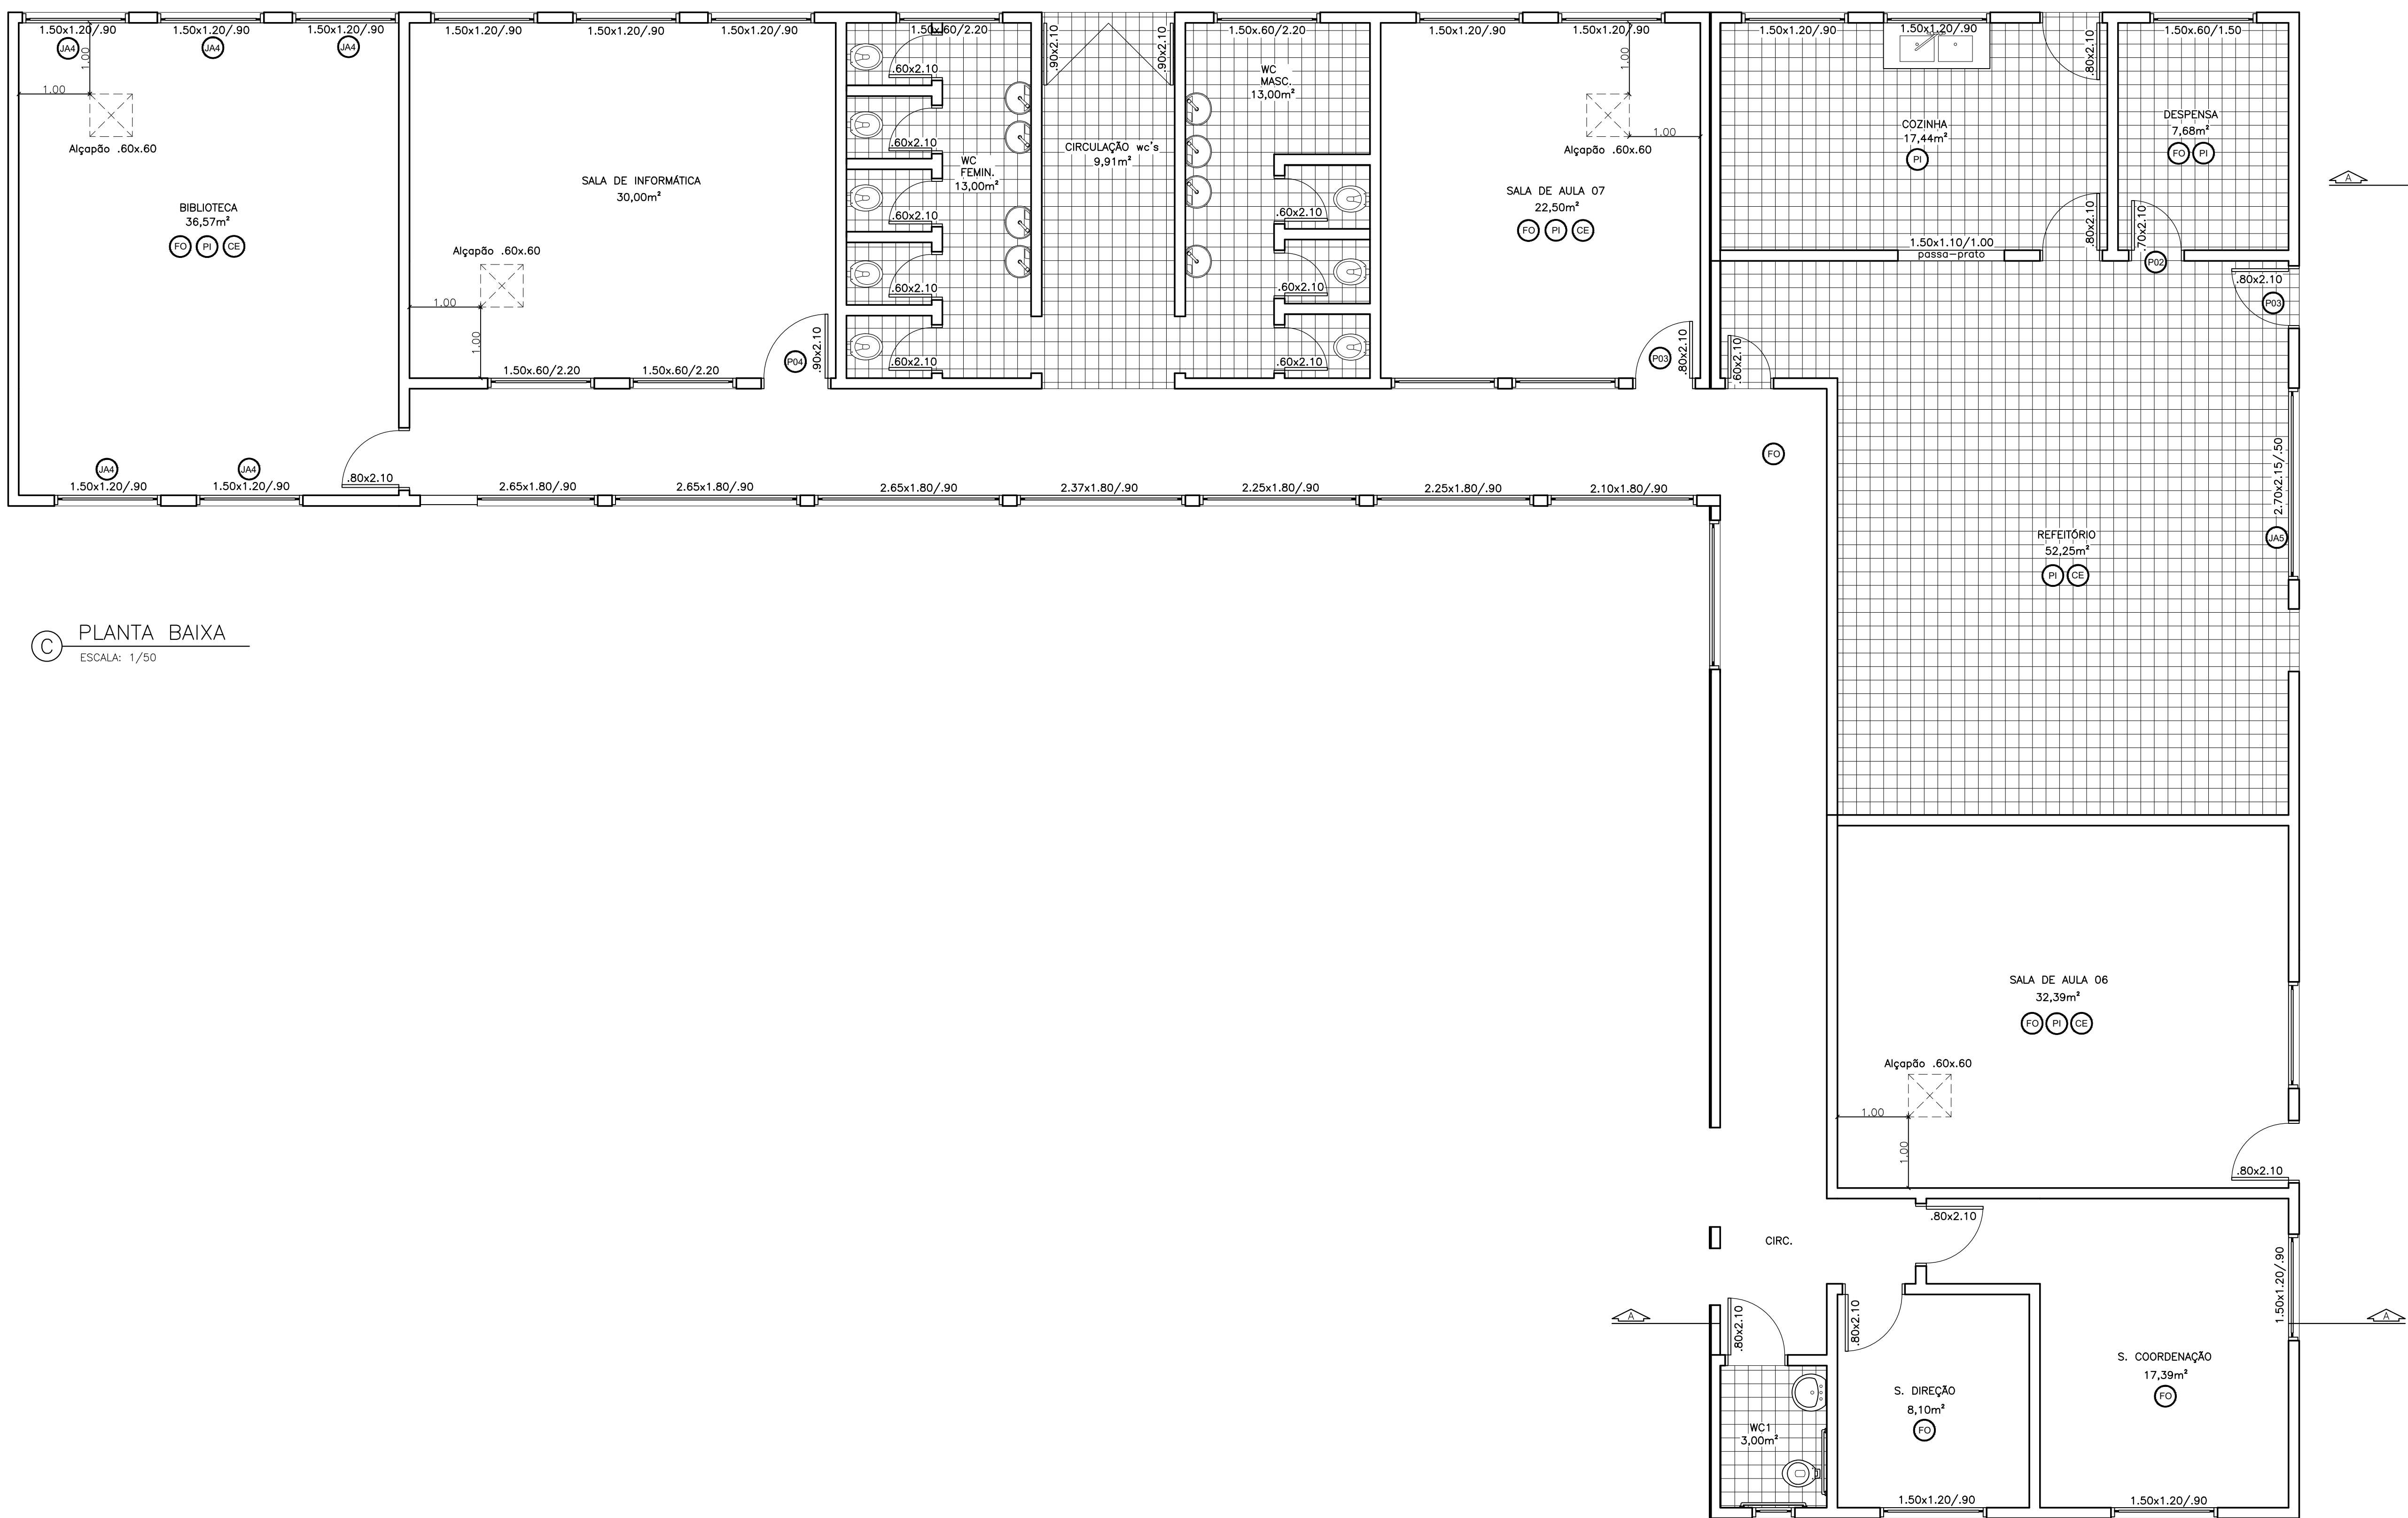 1.50x1.20/.90
1.50x1.20/.90
1.50x1.20/.90
JA4
JA4
JA4
1.00
1.00
Alçapão .60x.60
BIBLIOTECA
36,57m²
FO PI CE
JA4
JA4
1.50x1.20/.90
1.50x1.20/.90
.80x2.10
1.50x1.20/.90
1.50x1.20/.90
1.50x1.20/.90
SALA DE INFORMÁTICA
30,00m²
Alçapão .60x.60
1.00
1.00
1.50x.60/2.20
1.50x.60/2.20
P04
.90x2.10
1.50x.60/2.20
.60x2.10
.60x2.10
.60x2.10
.60x2.10
.60x2.10
WC
FEMIN.
13,00m²
.90x2.10
.90x2.10
CIRCULAÇÃO wc's
9,91m²
1.50x.60/2.20
WC
MASC.
13,00m²
.60x2.10
.60x2.10
.60x2.10
1.50x1.20/.90
1.50x1.20/.90
1.00
1.00
Alçapão .60x.60
SALA DE AULA 07
22,50m²
FO PI CE
P03
.80x2.10
1.50x1.20/.90
1.50x1.20/.90
.80x2.10
COZINHA
17,44m²
PI
.80x2.10
1.50x1.10/1.00
passa-prato
1.50x.60/1.50
DESPENSA
7,68m²
FO PI
.70x2.10
P02
.80x2.10
P03
A
.60x2.10
FO
2.65x1.80/.90
2.65x1.80/.90
2.65x1.80/.90
2.37x1.80/.90
2.25x1.80/.90
2.25x1.80/.90
2.10x1.80/.90
2.70x2.15/.50
JA5
REFEITÓRIO
52,25m²
PI CE
C
PLANTA BAIXA
ESCALA: 1/50
SALA DE AULA 06
32,39m²
FO PI CE
Alçapão .60x.60
1.00
1.00
.80x2.10
.80x2.10
CIRC.
1.50x1.20/.90
A
A
.80x2.10
.80x2.10
S. COORDENAÇÃO
17,39m²
FO
S. DIREÇÃO
8,10m²
FO
WC1
3,00m²
1.50x1.20/.90
1.50x1.20/.90